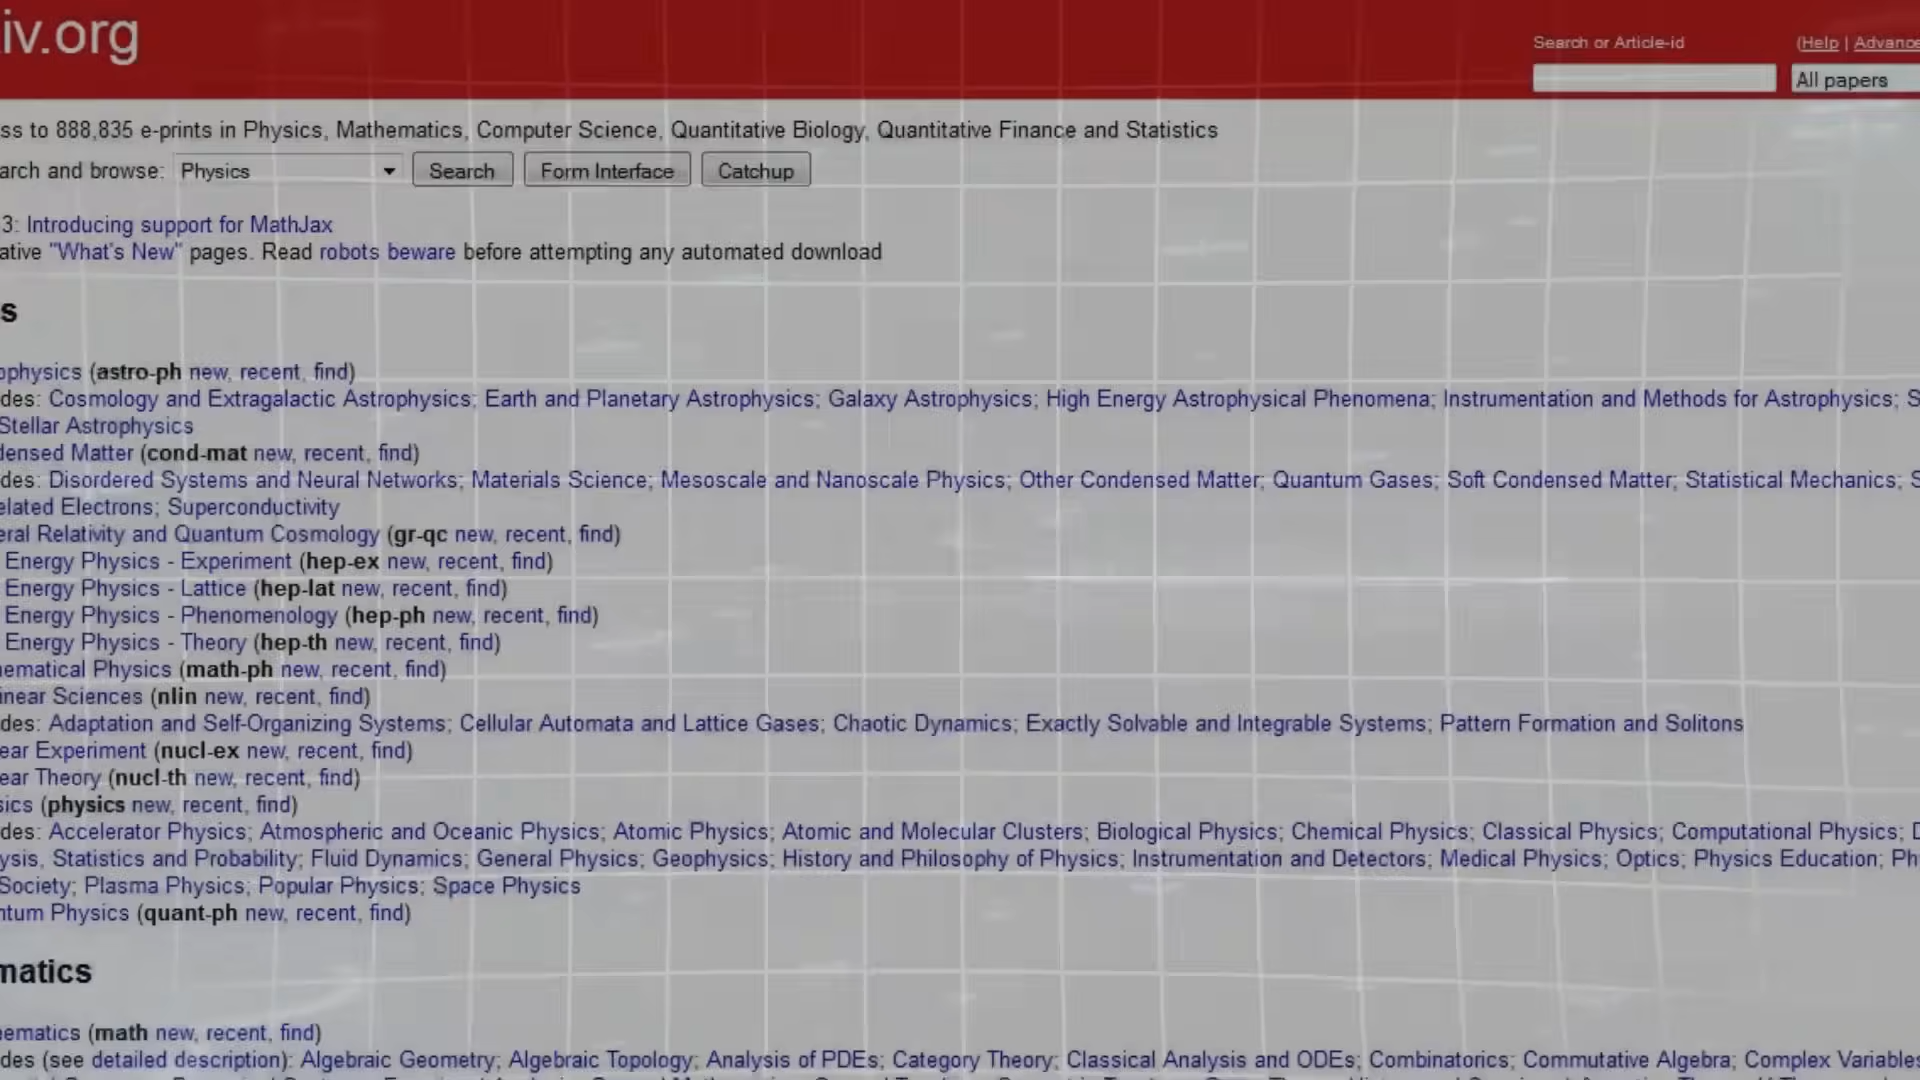 iv.org
Search or Article-id
(Help | Advance
All papers
ss to 888,835 e-prints in Physics, Mathematics, Computer Science, Quantitative Biology, Quantitative Finance and Statistics
arch and browse: Physics Search Form Interface Catchup
3: Introducing support for MathJax
ative "What's New" pages. Read robots beware before attempting any automated download
s
ophysics (astro-ph new, recent, find)
des: Cosmology and Extragalactic Astrophysics; Earth and Planetary Astrophysics; Galaxy Astrophysics; High Energy Astrophysical Phenomena; Instrumentation and Methods for Astrophysics; S
Stellar Astrophysics
densed Matter (cond-mat new, recent, find)
des: Disordered Systems and Neural Networks; Materials Science; Mesoscale and Nanoscale Physics; Other Condensed Matter; Quantum Gases; Soft Condensed Matter; Statistical Mechanics; S
elated Electrons; Superconductivity
eral Relativity and Quantum Cosmology (gr-qc new, recent, find)
Energy Physics - Experiment (hep-ex new, recent, find)
Energy Physics - Lattice (hep-lat new, recent, find)
Energy Physics - Phenomenology (hep-ph new, recent, find)
Energy Physics - Theory (hep-th new, recent, find)
ematical Physics (math-ph new, recent, find)
inear Sciences (nlin new, recent, find)
des: Adaptation and Self-Organizing Systems; Cellular Automata and Lattice Gases; Chaotic Dynamics; Exactly Solvable and Integrable Systems; Pattern Formation and Solitons
ear Experiment (nucl-ex new, recent, find)
ear Theory (nucl-th new, recent, find)
sics (physics new, recent, find)
des: Accelerator Physics; Atmospheric and Oceanic Physics; Atomic Physics; Atomic and Molecular Clusters; Biological Physics; Chemical Physics; Classical Physics; Computational Physics; D
ysis, Statistics and Probability; Fluid Dynamics; General Physics; Geophysics; History and Philosophy of Physics; Instrumentation and Detectors; Medical Physics; Optics; Physics Education; Ph
Society; Plasma Physics; Popular Physics; Space Physics
ntum Physics (quant-ph new, recent, find)
matics
ematics (math new, recent, find)
des (see detailed description): Algebraic Geometry; Algebraic Topology; Analysis of PDEs; Category Theory; Classical Analysis and ODEs; Combinatorics; Commutative Algebra; Complex Variables